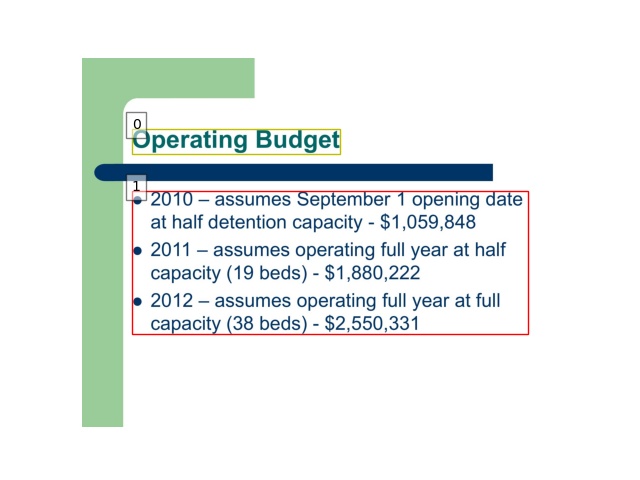 0
Operating Budget
1
● 2010 – assumes September 1 opening date
at half detention capacity - $1,059,848
● 2011 – assumes operating full year at half
capacity (19 beds) - $1,880,222
● 2012 – assumes operating full year at full
capacity (38 beds) - $2,550,331